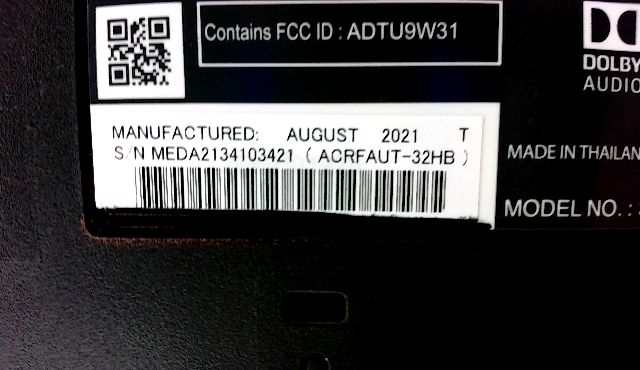 Contains FCC ID : ADTU9W31
DOLBY
AUDIO
MANUFACTURED: AUGUST 2021 T
S/N MEDA2134103421 ( ACRFAUT-32HB )
MADE IN THAILAN
MODEL NO. :